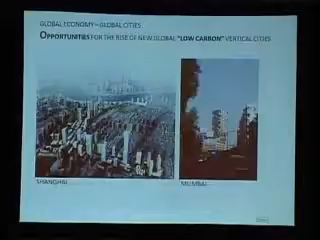 GLOBAL ECONOMY—GLOBAL CITIES
OPPORTUNITIES FOR THE RISE OF NEW GLOBAL "LOW CARBON" VERTICAL CITIES
SHANGHAI
MUMBAI